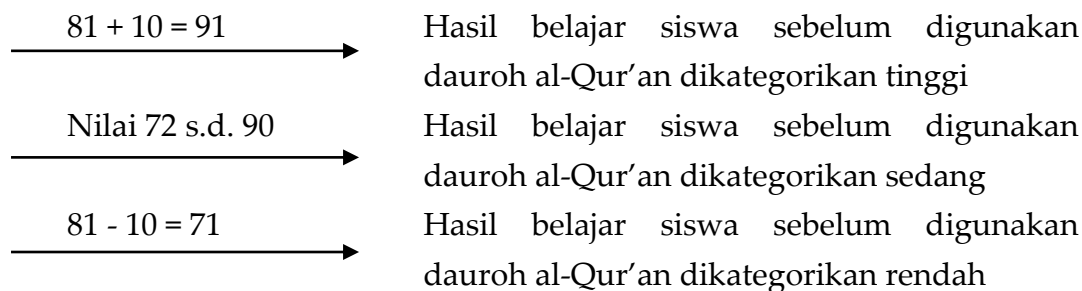 81 + 10 = 91 Hasil belajar siswa sebelum digunakan
dauroh al-Qur’an dikategorikan tinggi
Nilai 72 s.d. 90 Hasil belajar siswa sebelum digunakan
dauroh al-Qur’an dikategorikan sedang
81 - 10 = 71 Hasil belajar siswa sebelum digunakan
dauroh al-Qur’an dikategorikan rendah